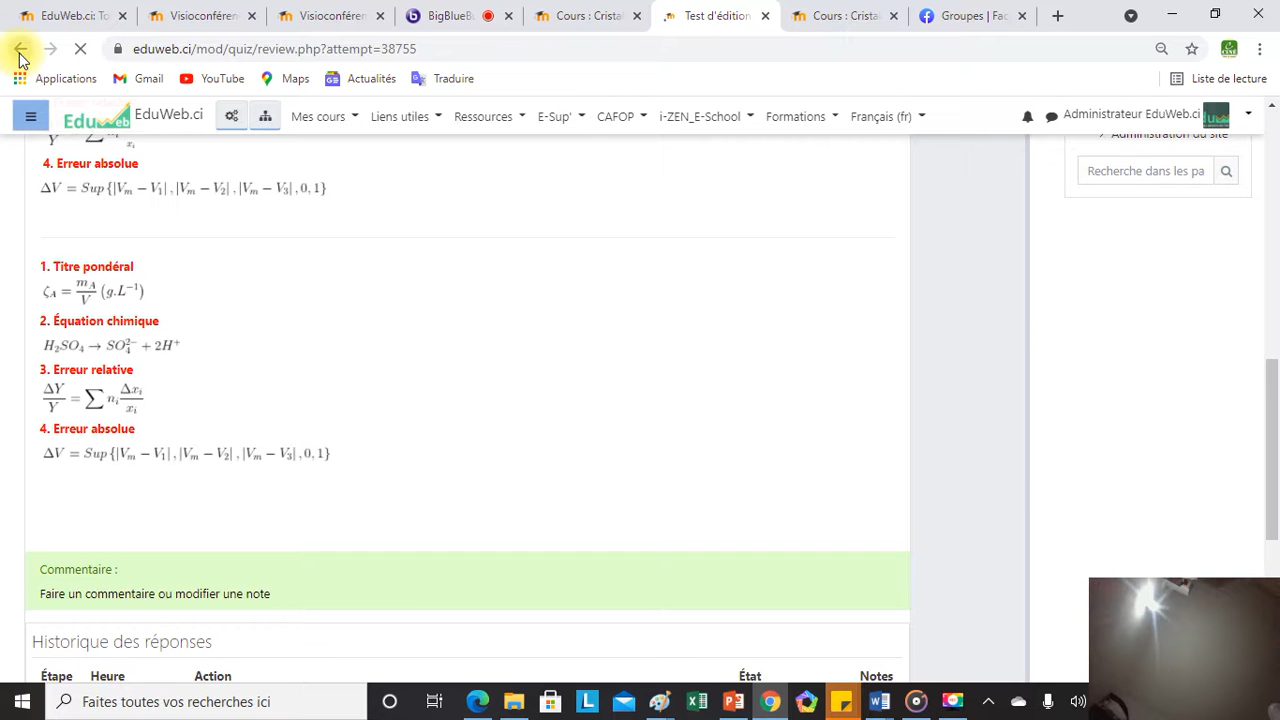 EduWeb.ci: To
Visioconféren
Visioconféren
BigBlueBu
Cours : Cristal
Test d'édition
Cours : Cristal
Groupes | Fac
eduweb.ci/mod/quiz/review.php?attempt=38755
Applications Gmail YouTube Maps Actualités Traduire Liste de lecture
Eduweb EduWeb.ci Mes cours Liens utiles Ressources E-Sup' CAFOP i-ZEN_E-School Formations Français (fr) Administrateur EduWeb.ci
Administration du site
Recherche dans les pa
4. Erreur absolue
ΔV = Sup {|Vm − V1| , |Vm − V2| , |Vm − V3| , 0, 1}
1. Titre pondéral
ζA = mA/V (g.L⁻¹)
2. Équation chimique
H₂SO₄ → SO₄²⁻ + 2H⁺
3. Erreur relative
ΔY/Y = ∑ ni Δxi/xi
4. Erreur absolue
ΔV = Sup {|Vm − V1| , |Vm − V2| , |Vm − V3| , 0, 1}
Commentaire :
Faire un commentaire ou modifier une note
Historique des réponses
Étape Heure Action État Notes
Faites toutes vos recherches ici